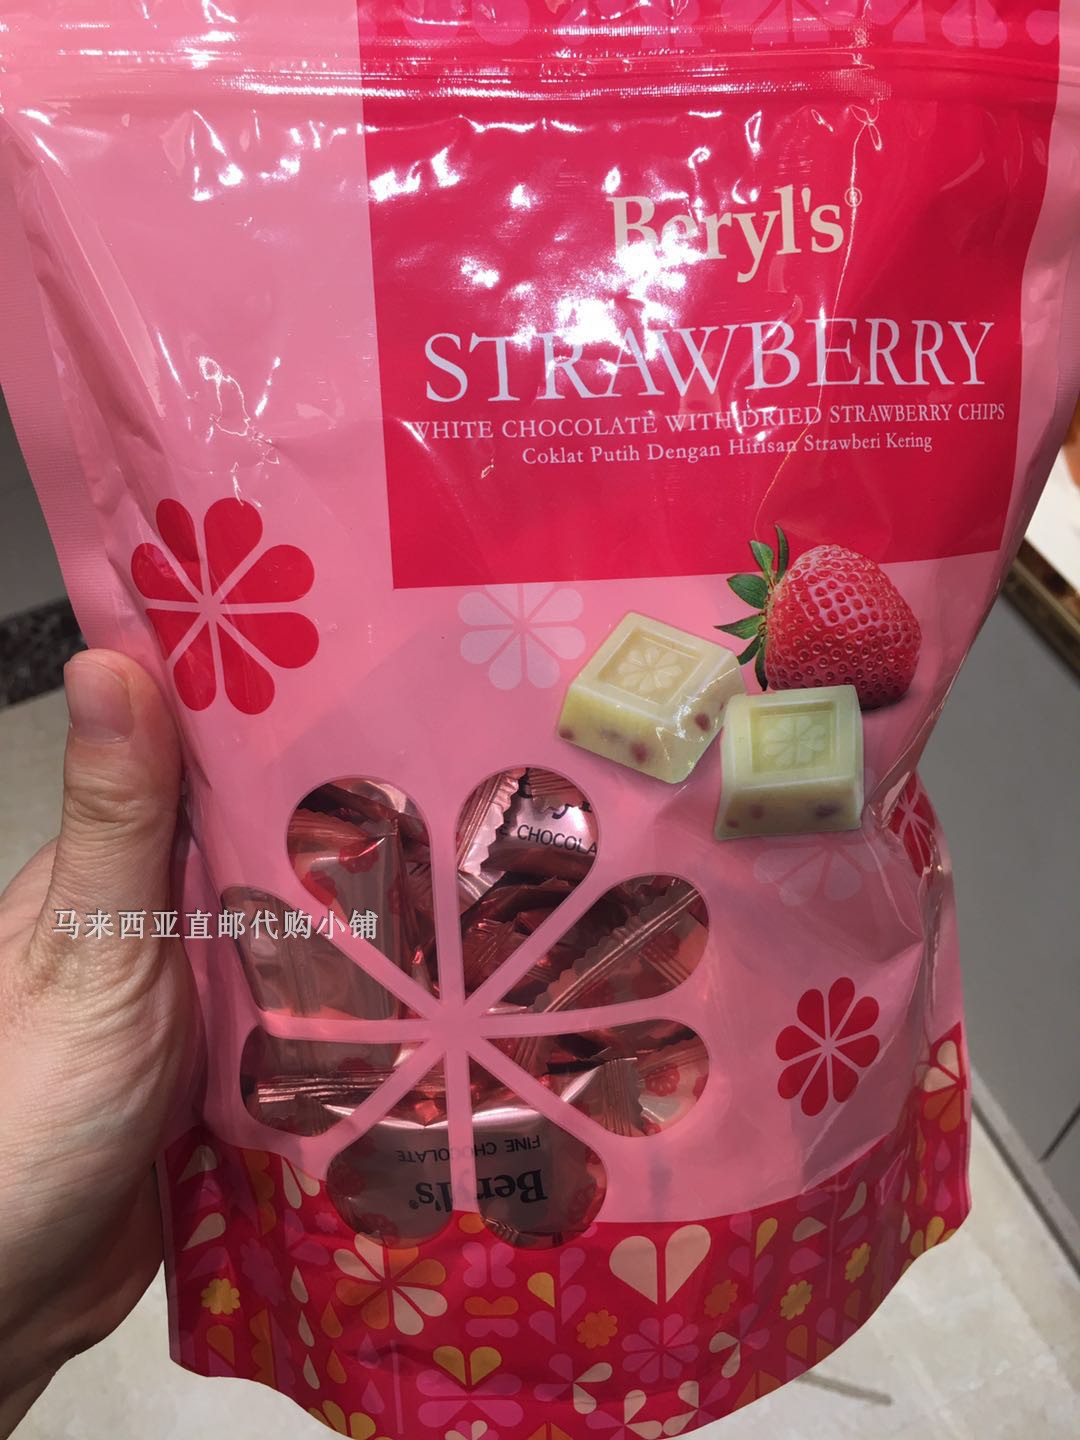 Beryl's®
STRAWBERRY
WHITE CHOCOLATE WITH DRIED STRAWBERRY CHIPS
Coklat Putih Dengan Hirisan Strawberi Kering
CHOCOLA
马来西亚直邮代购小铺
FINE CHOCOLATE
Beryl's®